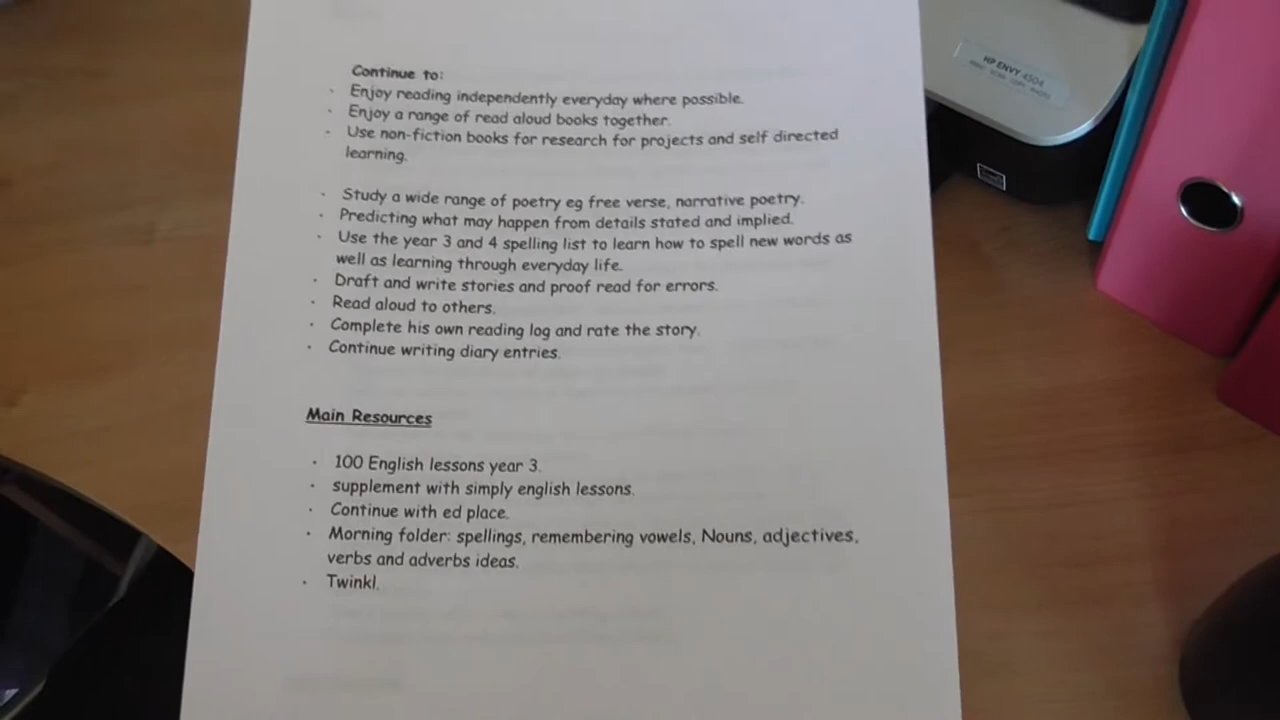 Continue to:
· Enjoy reading independently everyday where possible.
· Enjoy a range of read aloud books together.
· Use non-fiction books for research for projects and self directed
learning.
· Study a wide range of poetry eg free verse, narrative poetry.
· Predicting what may happen from details stated and implied.
· Use the year 3 and 4 spelling list to learn how to spell new words as
well as learning through everyday life.
· Draft and write stories and proof read for errors.
· Read aloud to others.
· Complete his own reading log and rate the story.
· Continue writing diary entries.
Main Resources
· 100 English lessons year 3.
· supplement with simply english lessons.
· Continue with ed place.
· Morning folder: spellings, remembering vowels, Nouns, adjectives,
verbs and adverbs ideas.
· Twinkl.
HP ENVY 4504